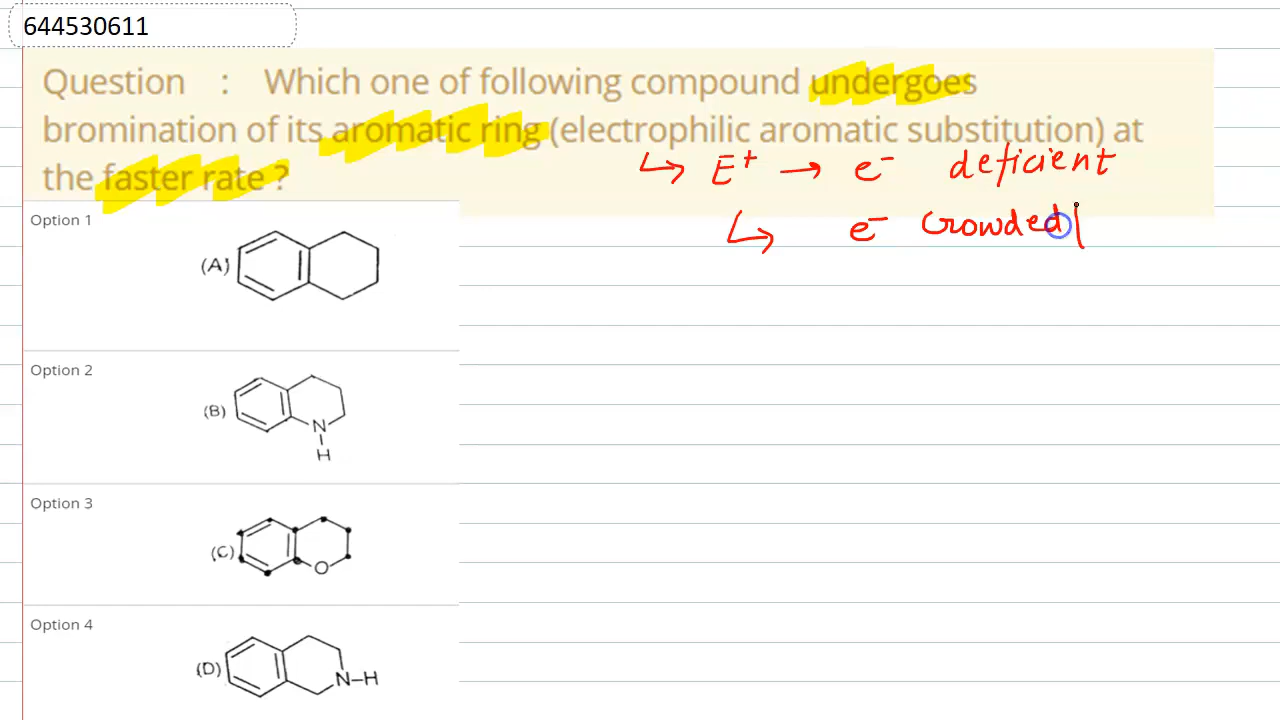 644530611
Question : Which one of following compound undergoes
bromination of its aromatic ring (electrophilic aromatic substitution) at
the faster rate ?
↳ E+ → e− deficient
↳ e− crowded
Option 1
(A)
Option 2
(B)
N
H
Option 3
(C)
O
Option 4
(D)
N–H